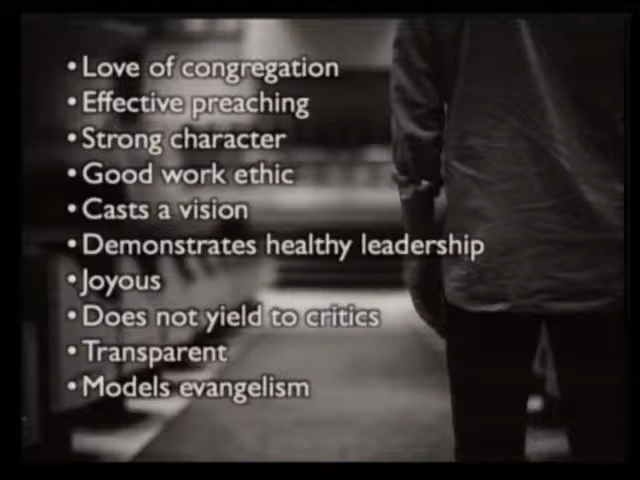 • Love of congregation
• Effective preaching
• Strong character
• Good work ethic
• Casts a vision
• Demonstrates healthy leadership
• Joyous
• Does not yield to critics
• Transparent
• Models evangelism